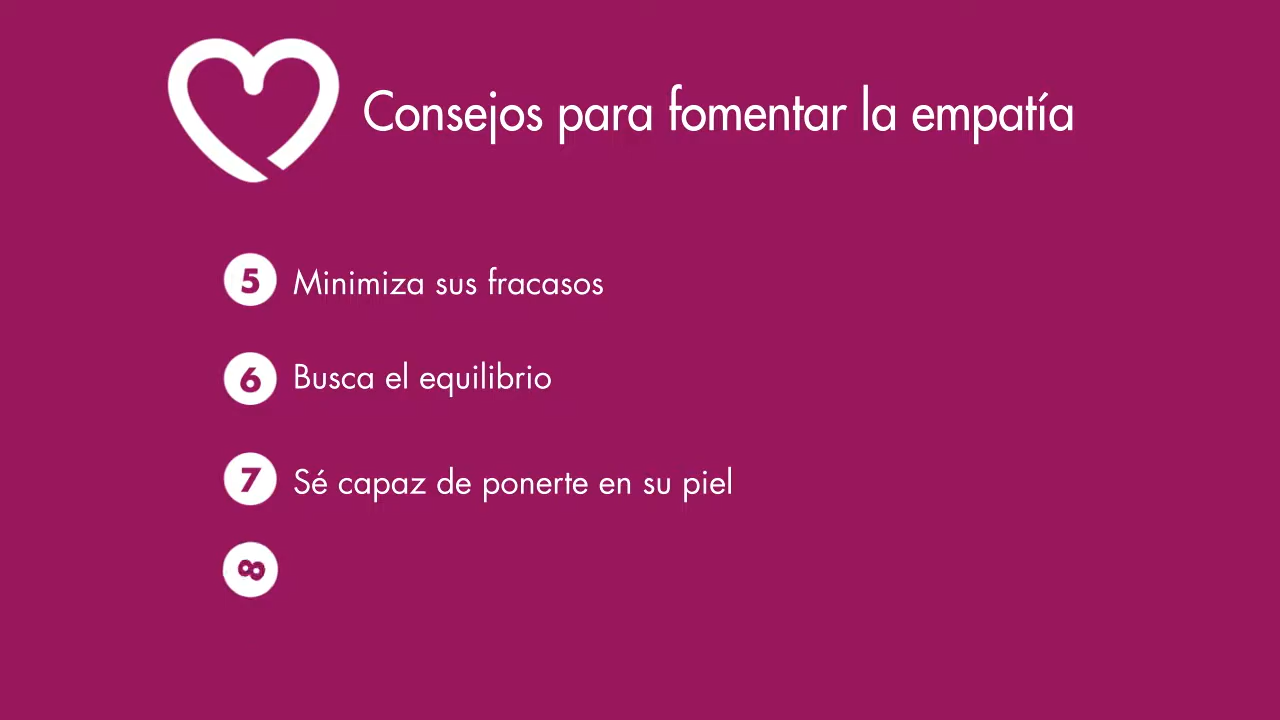 Consejos para fomentar la empatía
5 Minimiza sus fracasos
6 Busca el equilibrio
7 Sé capaz de ponerte en su piel
8